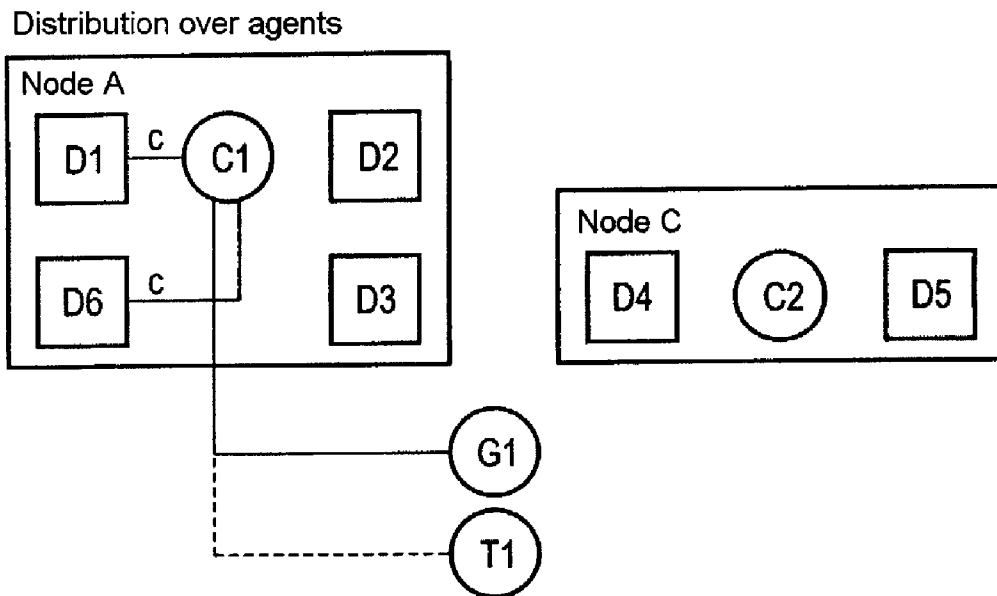 Distribution over agents
Node A
D1 c C1 D2
D6 c D3
Node C
D4 C2 D5
G1
T1